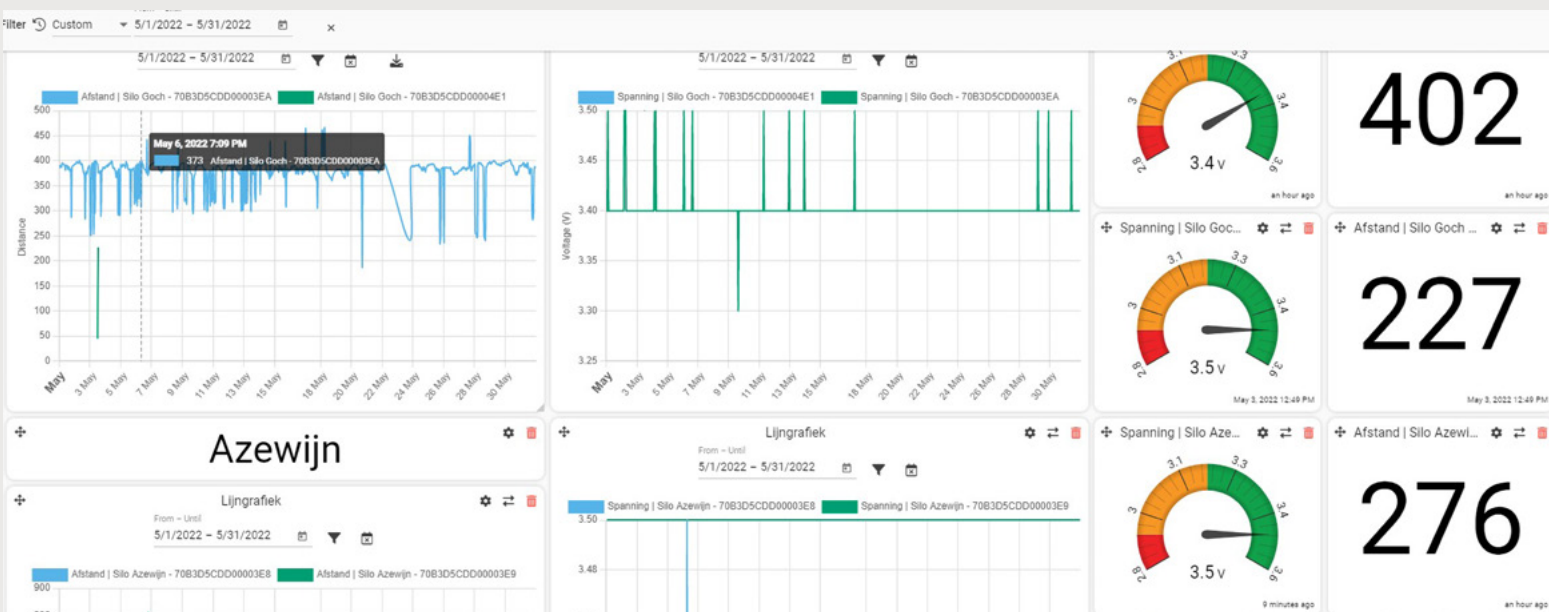 Filter Custom 5/1/2022 – 5/31/2022 ×
5/1/2022 – 5/31/2022
Afstand | Silo Goch - 70B3D5CDD00003EA Afstand | Silo Goch - 70B3D5CDD00004E1
500
450
400
350
300
250
200
150
100
50
0
Distance
May 6, 2022 7:09 PM
373 Afstand | Silo Goch - 70B3D5CDD00003EA
May 3 May 5 May 7 May 9 May 11 May 13 May 15 May 18 May 20 May 22 May 24 May 26 May 28 May 30 May
5/1/2022 – 5/31/2022
Spanning | Silo Goch - 70B3D5CDD00004E1 Spanning | Silo Goch - 70B3D5CDD00003EA
3.50
3.45
3.40
3.35
3.30
3.25
Voltage (V)
May 3 May 5 May 7 May 9 May 11 May 13 May 15 May 18 May 20 May 22 May 24 May 26 May 28 May 30 May
2.8 3 3.1 3.3 3.4 3.6
3.4 v
an hour ago
402
an hour ago
Spanning | Silo Goc...
2.8 3 3.1 3.3 3.4 3.6
3.5 v
May 3, 2022 12:49 PM
Afstand | Silo Goch ...
227
May 3, 2022 12:49 PM
Azewijn
Lijngrafiek
From – Until
5/1/2022 – 5/31/2022
Afstand | Silo Azewijn - 70B3D5CDD00003E8 Afstand | Silo Azewijn - 70B3D5CDD00003E9
900
Lijngrafiek
From – Until
5/1/2022 – 5/31/2022
Spanning | Silo Azewijn - 70B3D5CDD00003E8 Spanning | Silo Azewijn - 70B3D5CDD00003E9
3.50
3.48
Spanning | Silo Aze...
2.8 3 3.1 3.3 3.4 3.6
3.5 v
9 minutes ago
Afstand | Silo Azewi...
276
an hour ago